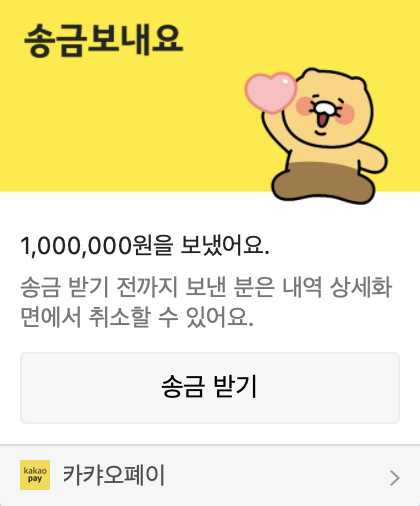 송금보내요
1,000,000원을 보냈어요.
송금 받기 전까지 보낸 분은 내역 상세화
면에서 취소할 수 있어요.
송금 받기
kakao
pay
카캬오폐이